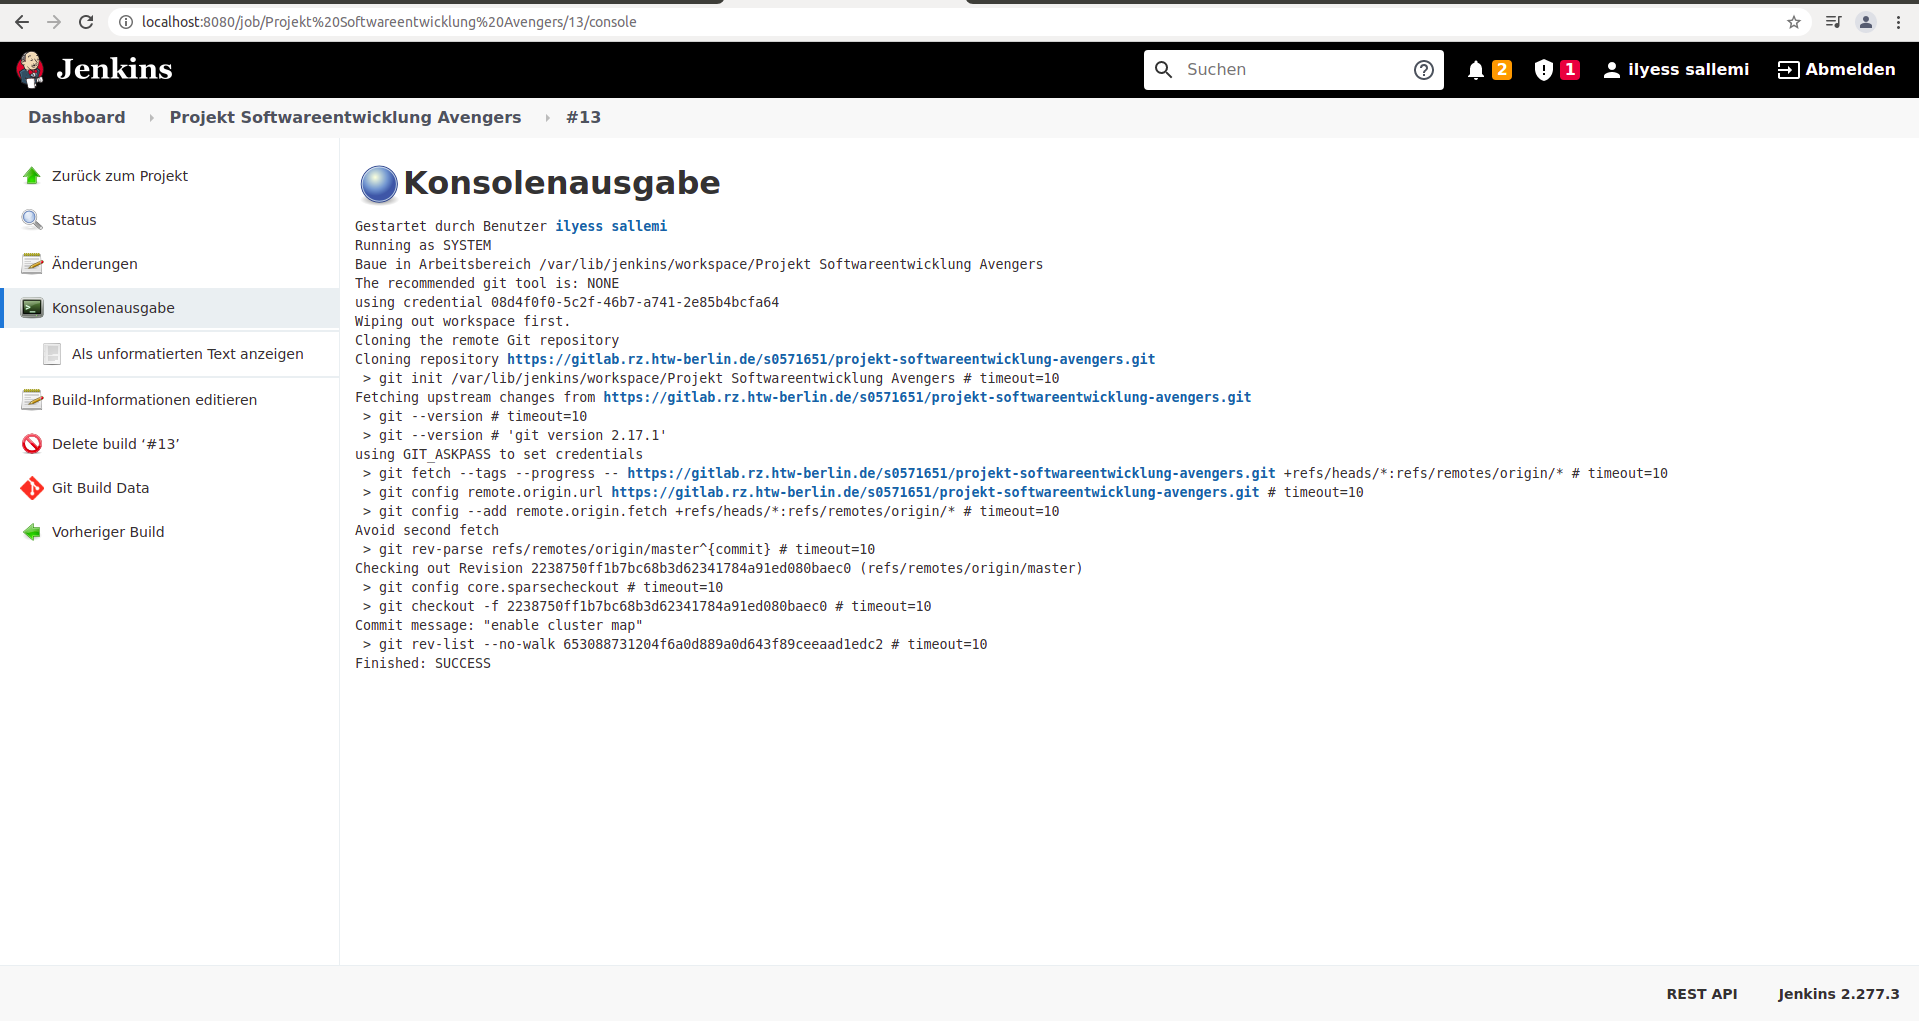 localhost:8080/job/Projekt%20Softwareentwicklung%20Avengers/13/console
Jenkins
Suchen
2
1
ilyess sallemi
Abmelden
Dashboard
Projekt Softwareentwicklung Avengers
#13
Zurück zum Projekt
Status
Änderungen
Konsolenausgabe
Als unformatierten Text anzeigen
Build-Informationen editieren
Delete build ‘#13’
Git Build Data
Vorheriger Build
Konsolenausgabe
Gestartet durch Benutzer ilyess sallemi
Running as SYSTEM
Baue in Arbeitsbereich /var/lib/jenkins/workspace/Projekt Softwareentwicklung Avengers
The recommended git tool is: NONE
using credential 08d4f0f0-5c2f-46b7-a741-2e85b4bcfa64
Wiping out workspace first.
Cloning the remote Git repository
Cloning repository https://gitlab.rz.htw-berlin.de/s0571651/projekt-softwareentwicklung-avengers.git
> git init /var/lib/jenkins/workspace/Projekt Softwareentwicklung Avengers # timeout=10
Fetching upstream changes from https://gitlab.rz.htw-berlin.de/s0571651/projekt-softwareentwicklung-avengers.git
> git --version # timeout=10
> git --version # 'git version 2.17.1'
using GIT_ASKPASS to set credentials
> git fetch --tags --progress -- https://gitlab.rz.htw-berlin.de/s0571651/projekt-softwareentwicklung-avengers.git +refs/heads/*:refs/remotes/origin/* # timeout=10
> git config remote.origin.url https://gitlab.rz.htw-berlin.de/s0571651/projekt-softwareentwicklung-avengers.git # timeout=10
> git config --add remote.origin.fetch +refs/heads/*:refs/remotes/origin/* # timeout=10
Avoid second fetch
> git rev-parse refs/remotes/origin/master^{commit} # timeout=10
Checking out Revision 2238750ff1b7bc68b3d62341784a91ed080baec0 (refs/remotes/origin/master)
> git config core.sparsecheckout # timeout=10
> git checkout -f 2238750ff1b7bc68b3d62341784a91ed080baec0 # timeout=10
Commit message: "enable cluster map"
> git rev-list --no-walk 653088731204f6a0d889a0d643f89ceeaad1edc2 # timeout=10
Finished: SUCCESS
REST API
Jenkins 2.277.3